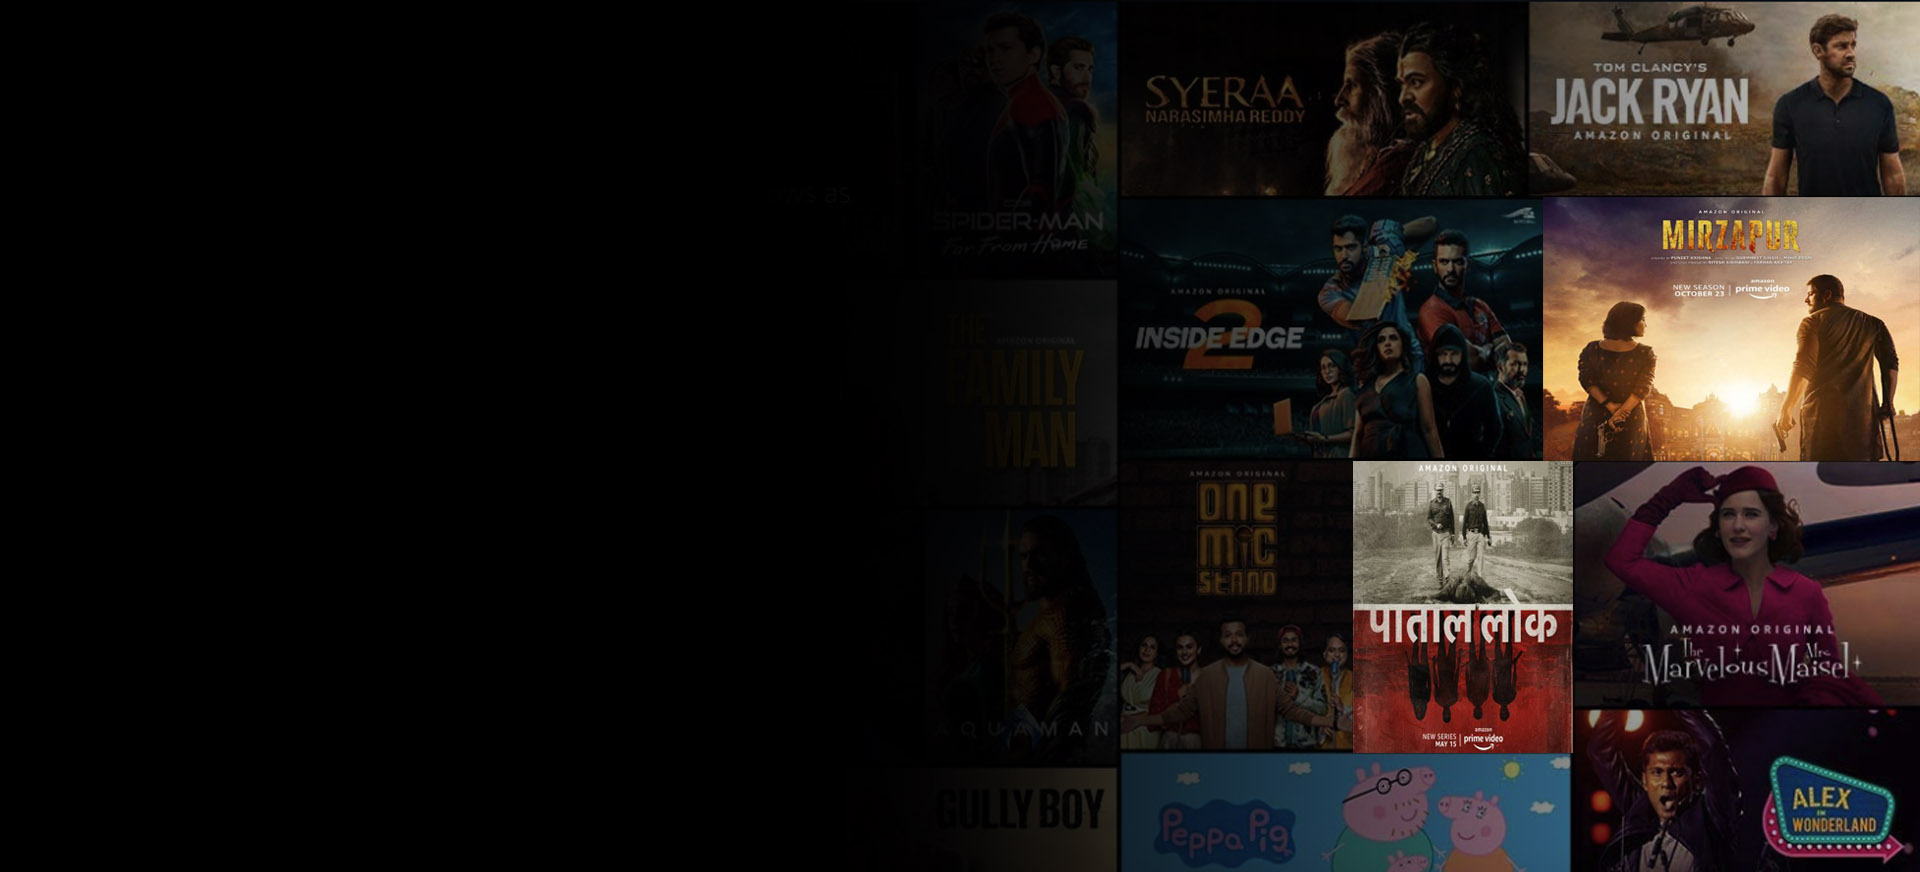 ows as
SPIDER-MAN
Far From Home
THE
AMAZON ORIGINAL
FAMILY
MAN
AQUAMAN
GULLY BOY
SYERAA
NARASIMHA REDDY
TOM CLANCY'S
JACK RYAN
AMAZON ORIGINAL
AMAZON ORIGINAL
2
INSIDE EDGE
AMAZON ORIGINAL
MIRZAPUR
NEW SEASON
OCTOBER 23
amazon
prime video
AMAZON ORIGINAL
ONE
MIC
STAND
AMAZON ORIGINAL
पाताल लोक
NEW SERIES
MAY 15
amazon
prime video
AMAZON ORIGINAL
The
Marvelous Mrs. Maisel
Peppa Pig
ALEX
IN
WONDERLAND